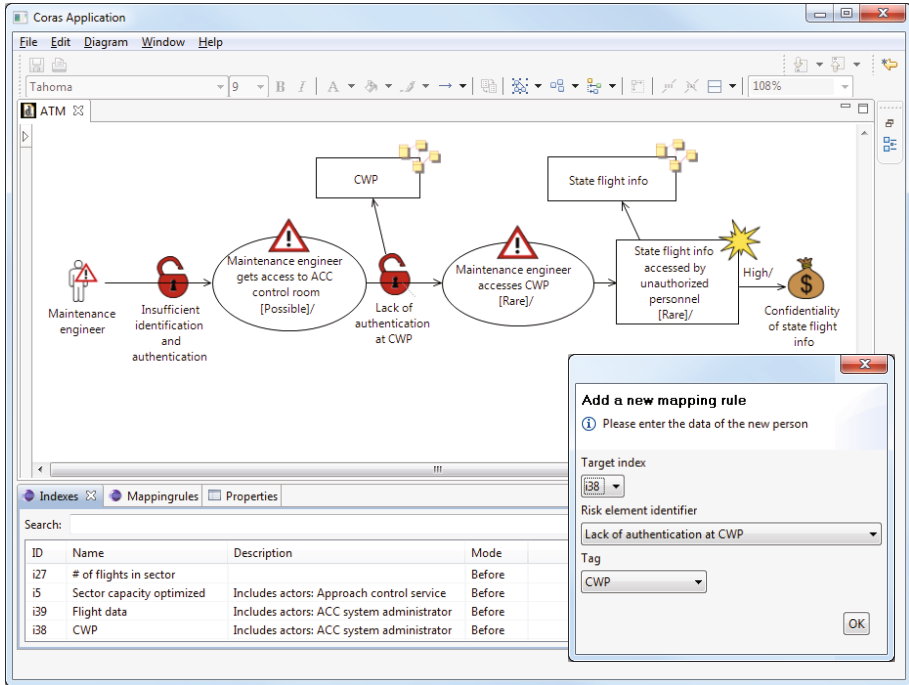 Coras Application
File Edit Diagram Window Help
Tahoma 9 B I A 108%
ATM
CWP
State flight info
Maintenance engineer
gets access to ACC
control room
[Possible]/
Maintenance engineer
accesses CWP
[Rare]/
State flight info
accessed by
unauthorized
personnel
[Rare]/
High/
Maintenance
engineer
Insufficient
identification
and
authentication
Lack of
authentication
at CWP
Confidentiality
of state flight
info
Indexes Mappingrules Properties
Search:
ID Name Description Mode
i27 # of flights in sector Before
i5 Sector capacity optimized Includes actors: Approach control service Before
i39 Flight data Includes actors: ACC system administrator Before
i38 CWP Includes actors: ACC system administrator Before
Add a new mapping rule
Please enter the data of the new person
Target index
i38
Risk element identifier
Lack of authentication at CWP
Tag
CWP
OK